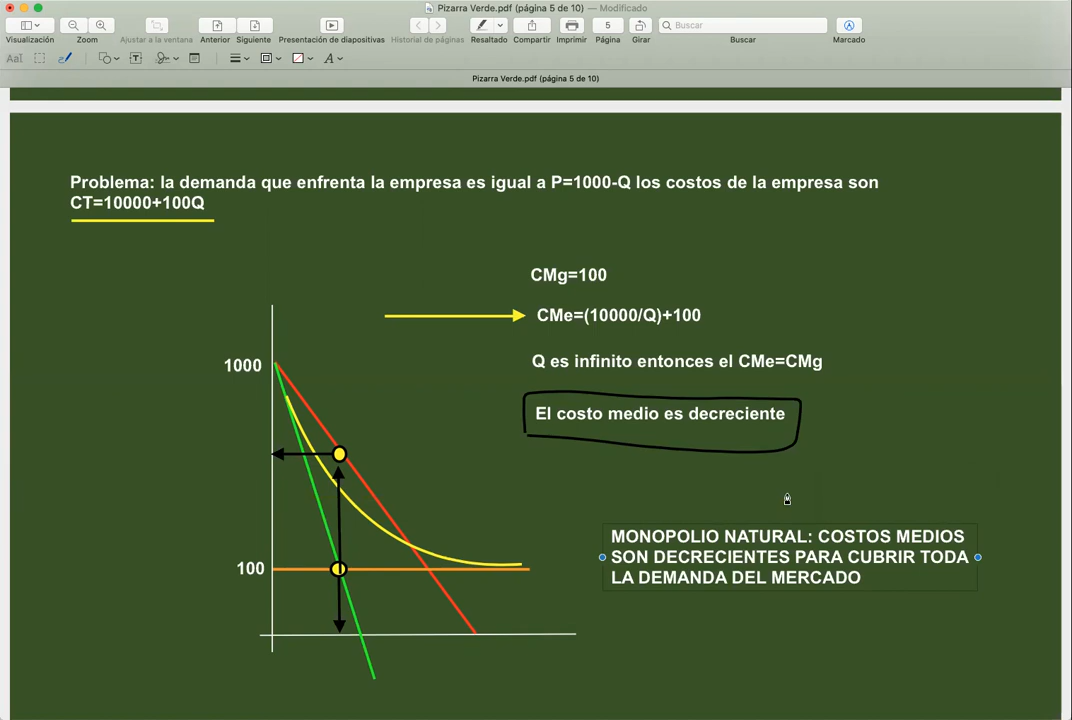 Pizarra Verde.pdf (página 5 de 10) — Modificado
5
Buscar
Visualización
Zoom
Ajustar a la ventana
Anterior
Siguiente
Presentación de diapositivas
Historial de páginas
Resaltado
Compartir
Imprimir
Página
Girar
Buscar
Marcado
AaI
T
A
Pizarra Verde.pdf (página 5 de 10)
Problema: la demanda que enfrenta la empresa es igual a P=1000-Q los costos de la empresa son
CT=10000+100Q
CMg=100
CMe=(10000/Q)+100
Q es infinito entonces el CMe=CMg
1000
El costo medio es decreciente
MONOPOLIO NATURAL: COSTOS MEDIOS
SON DECRECIENTES PARA CUBRIR TODA
LA DEMANDA DEL MERCADO
100